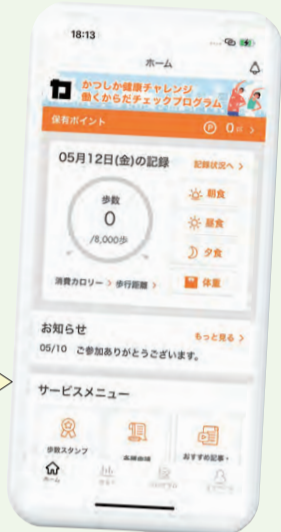 18:13
ホーム
かつしか健康チャレンジ
働くからだチェックプログラム
保有ポイント
P 0pt >
05月12日(金)の記録
記録状況へ >
歩数
0
/8,000歩
朝食
昼食
夕食
体重
消費カロリー > 歩行距離 >
お知らせ
もっと見る >
05/10 ご参加ありがとうございます。
サービスメニュー
歩数スタンプ
おすすめ記事・
ホーム